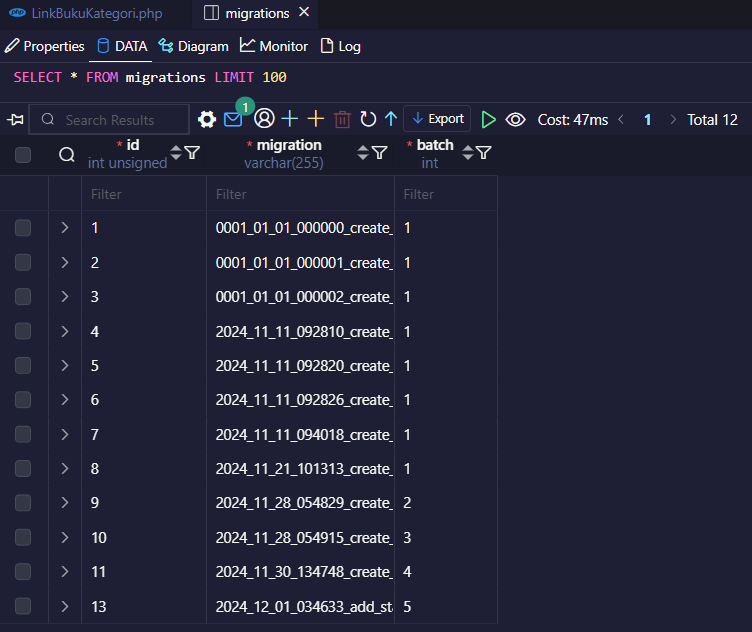 php LinkBukuKategori.php migrations
Properties DATA Diagram Monitor Log
SELECT * FROM migrations LIMIT 100
Search Results 1 Export Cost: 47ms 1 Total 12
* id * migration * batch
int unsigned varchar(255) int
Filter Filter Filter
1 0001_01_01_000000_create_ 1
2 0001_01_01_000001_create_ 1
3 0001_01_01_000002_create_ 1
4 2024_11_11_092810_create_ 1
5 2024_11_11_092820_create_ 1
6 2024_11_11_092826_create_ 1
7 2024_11_11_094018_create_ 1
8 2024_11_21_101313_create_ 1
9 2024_11_28_054829_create_ 2
10 2024_11_28_054915_create_ 3
11 2024_11_30_134748_create_ 4
13 2024_12_01_034633_add_sta 5